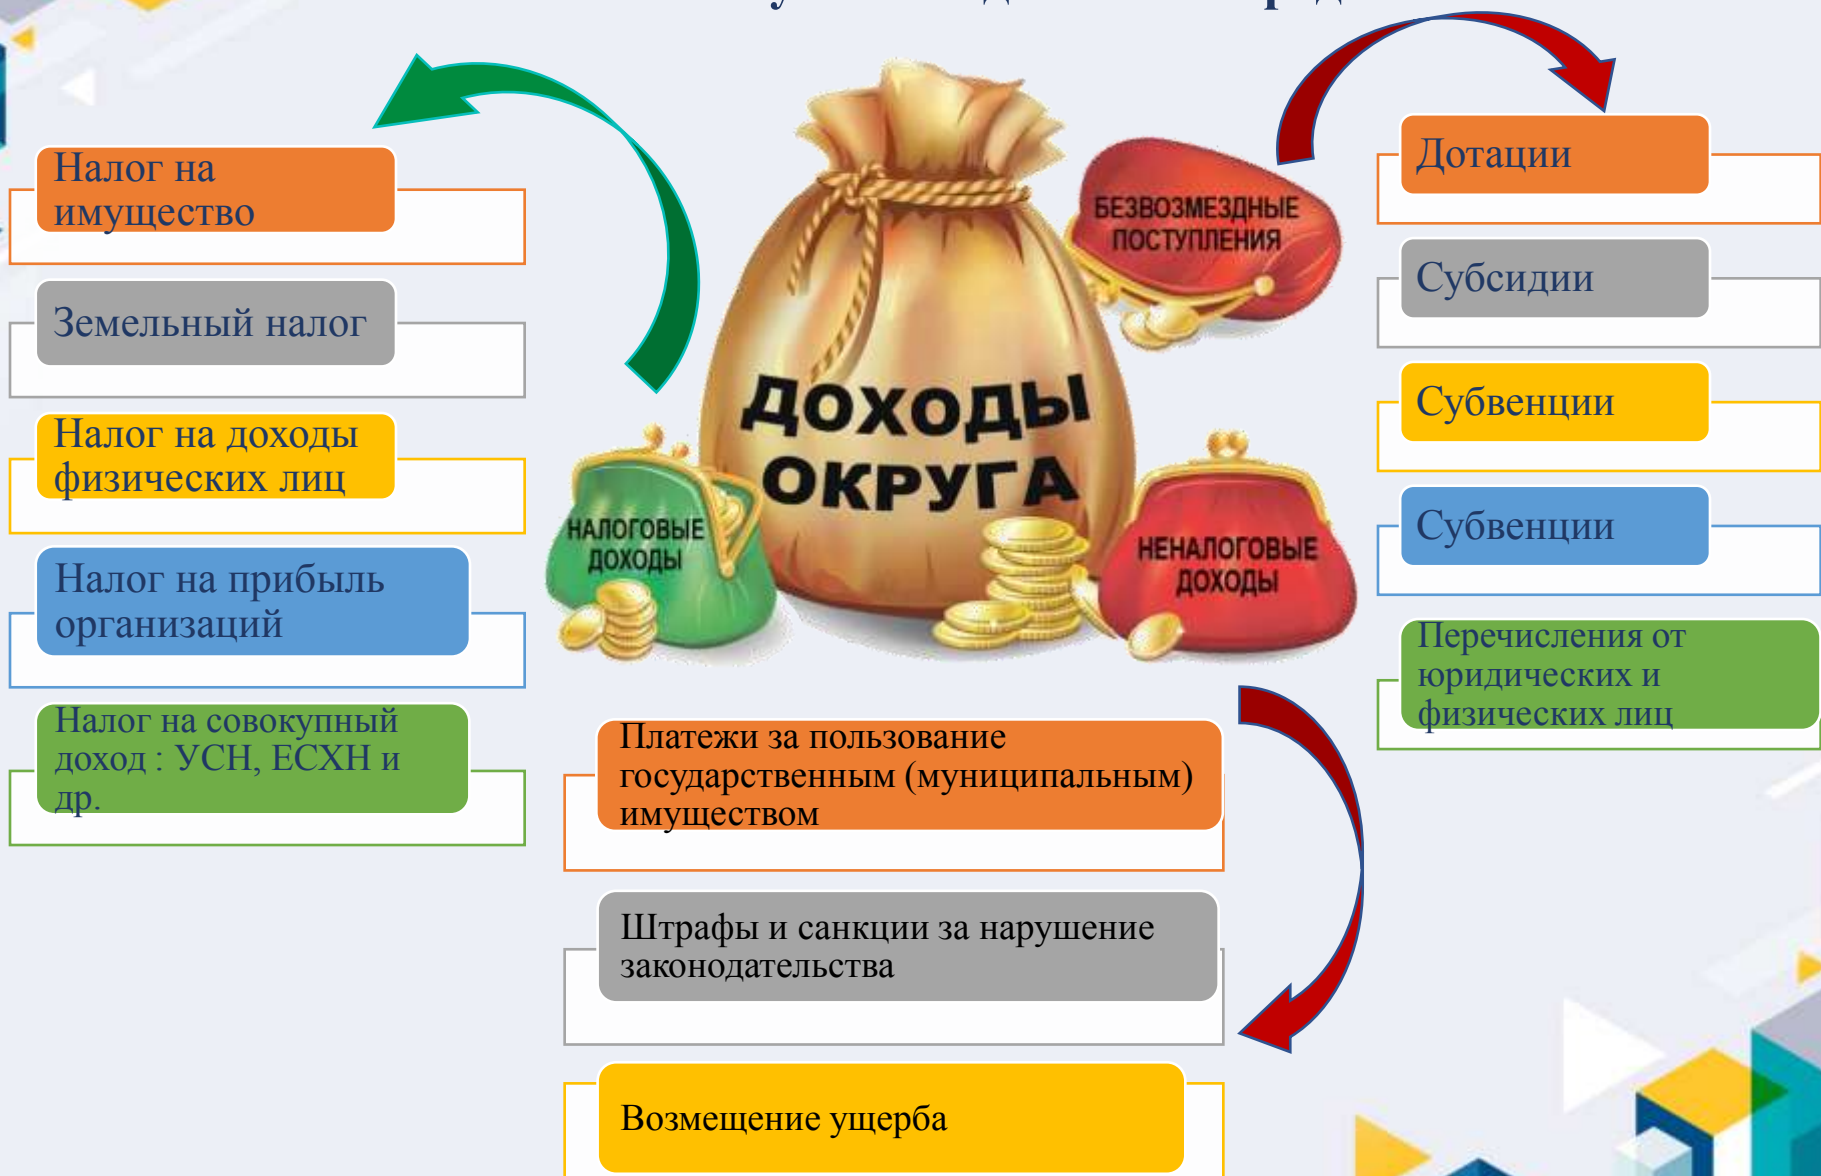 Налог на
имущество
Земельный налог
Налог на доходы
физических лиц
Налог на прибыль
организаций
Налог на совокупный
доход : УСН, ЕСХН и
др.
ДОХОДЫ
ОКРУГА
НАЛОГОВЫЕ
ДОХОДЫ
БЕЗВОЗМЕЗДНЫЕ
ПОСТУПЛЕНИЯ
НЕНАЛОГОВЫЕ
ДОХОДЫ
Платежи за пользование
государственным (муниципальным)
имуществом
Штрафы и санкции за нарушение
законодательства
Возмещение ущерба
Дотации
Субсидии
Субвенции
Субвенции
Перечисления от
юридических и
физических лиц